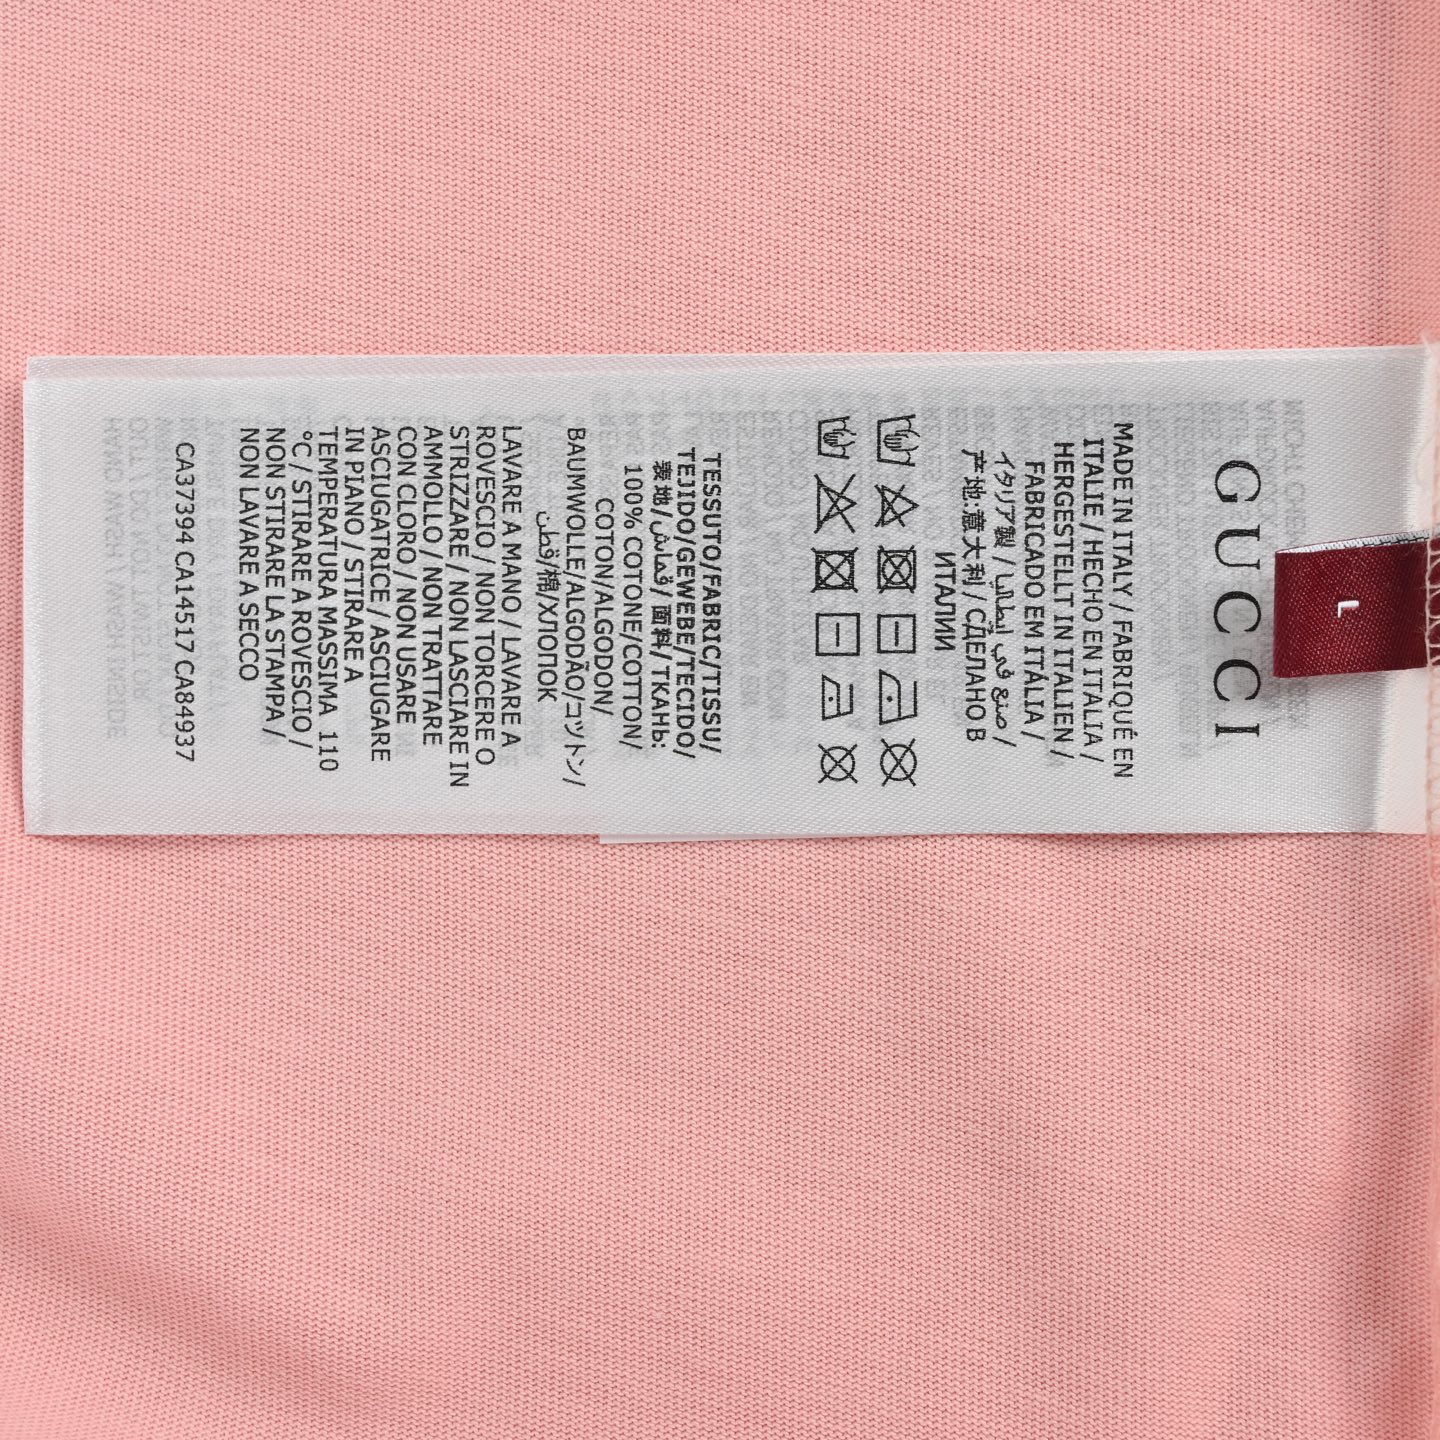 GUCCI
L
MADE IN ITALY / FABRIQUÉ EN
ITALIE / HECHO EN ITALIA /
HERGESTELLT IN ITALIEN /
FABRICADO EM ITÁLIA /
イタリア製 / صنع في إيطاليا /
产地:意大利 / СДЕЛАНО В
ИТАЛИИ
TESSUTO/FABRIC/TISSU/
TEJIDO/GEWEBE/TECIDO/
表地/قماش/面料/ТКАНЬ:
100% COTONE/COTTON/
COTON/ALGODON/
BAUMWOLLE/ALGODÃO/コットン/
قطن/棉/ХЛОПОК
LAVARE A MANO / LAVARE A
ROVESCIO / NON TORCERE O
STRIZZARE / NON LASCIARE IN
AMMOLLO / NON TRATTARE
CON CLORO / NON USARE
ASCIUGATRICE / ASCIUGARE
IN PIANO / STIRARE A
TEMPERATURA MASSIMA 110
°C / STIRARE A ROVESCIO /
NON STIRARE LA STAMPA /
NON LAVARE A SECCO
CA37394 CA14517 CA84937